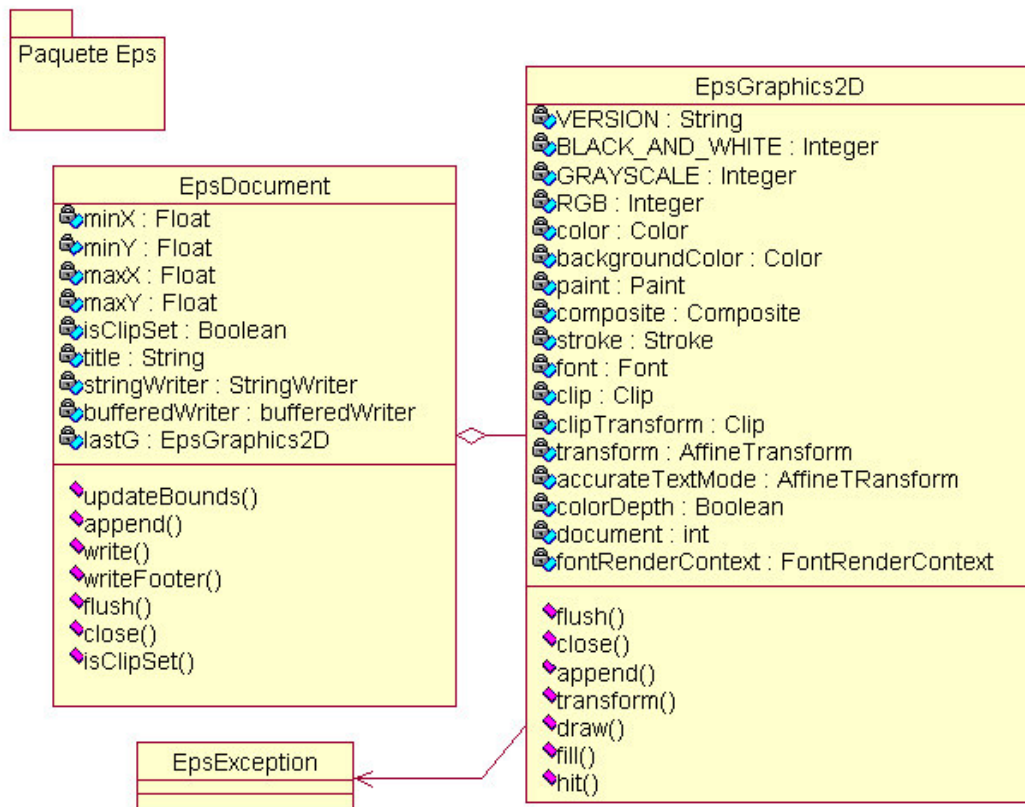 Paquete Eps
EpsDocument
minX : Float
minY : Float
maxX : Float
maxY : Float
isClipSet : Boolean
title : String
stringWriter : StringWriter
bufferedWriter : bufferedWriter
lastG : EpsGraphics2D
updateBounds()
append()
write()
writeFooter()
flush()
close()
isClipSet()
EpsGraphics2D
VERSION : String
BLACK_AND_WHITE : Integer
GRAYSCALE : Integer
RGB : Integer
color : Color
backgroundColor : Color
paint : Paint
composite : Composite
stroke : Stroke
font : Font
clip : Clip
clipTransform : Clip
transform : AffineTransform
accurateTextMode : AffineTRansform
colorDepth : Boolean
document : int
fontRenderContext : FontRenderContext
flush()
close()
append()
transform()
draw()
fill()
hit()
EpsException